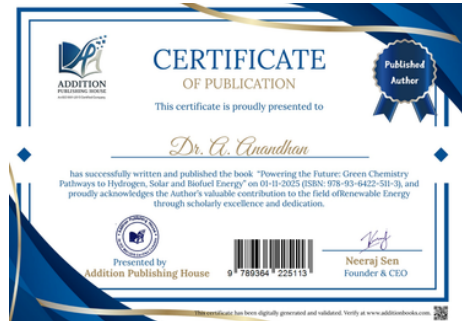 ADDITION
PUBLISHING HOUSE
CERTIFICATE
OF PUBLICATION
Published
Author
This certificate is proudly presented to
Dr. A. Anandhan
has successfully written and published the book “Powering the Future: Green Chemistry
Pathways to Hydrogen, Solar and Biofuel Energy” on 01-11-2025 (ISBN: 978-93-6422-511-3), and
proudly acknowledges the Author's valuable contribution to the field ofRenewable Energy
through scholarly excellence and dedication.
Presented by
Addition Publishing House
9 789364 225113
Neeraj Sen
Founder & CEO
This certificate has been digitally generated and validated. Verify at www.additionbooks.com.